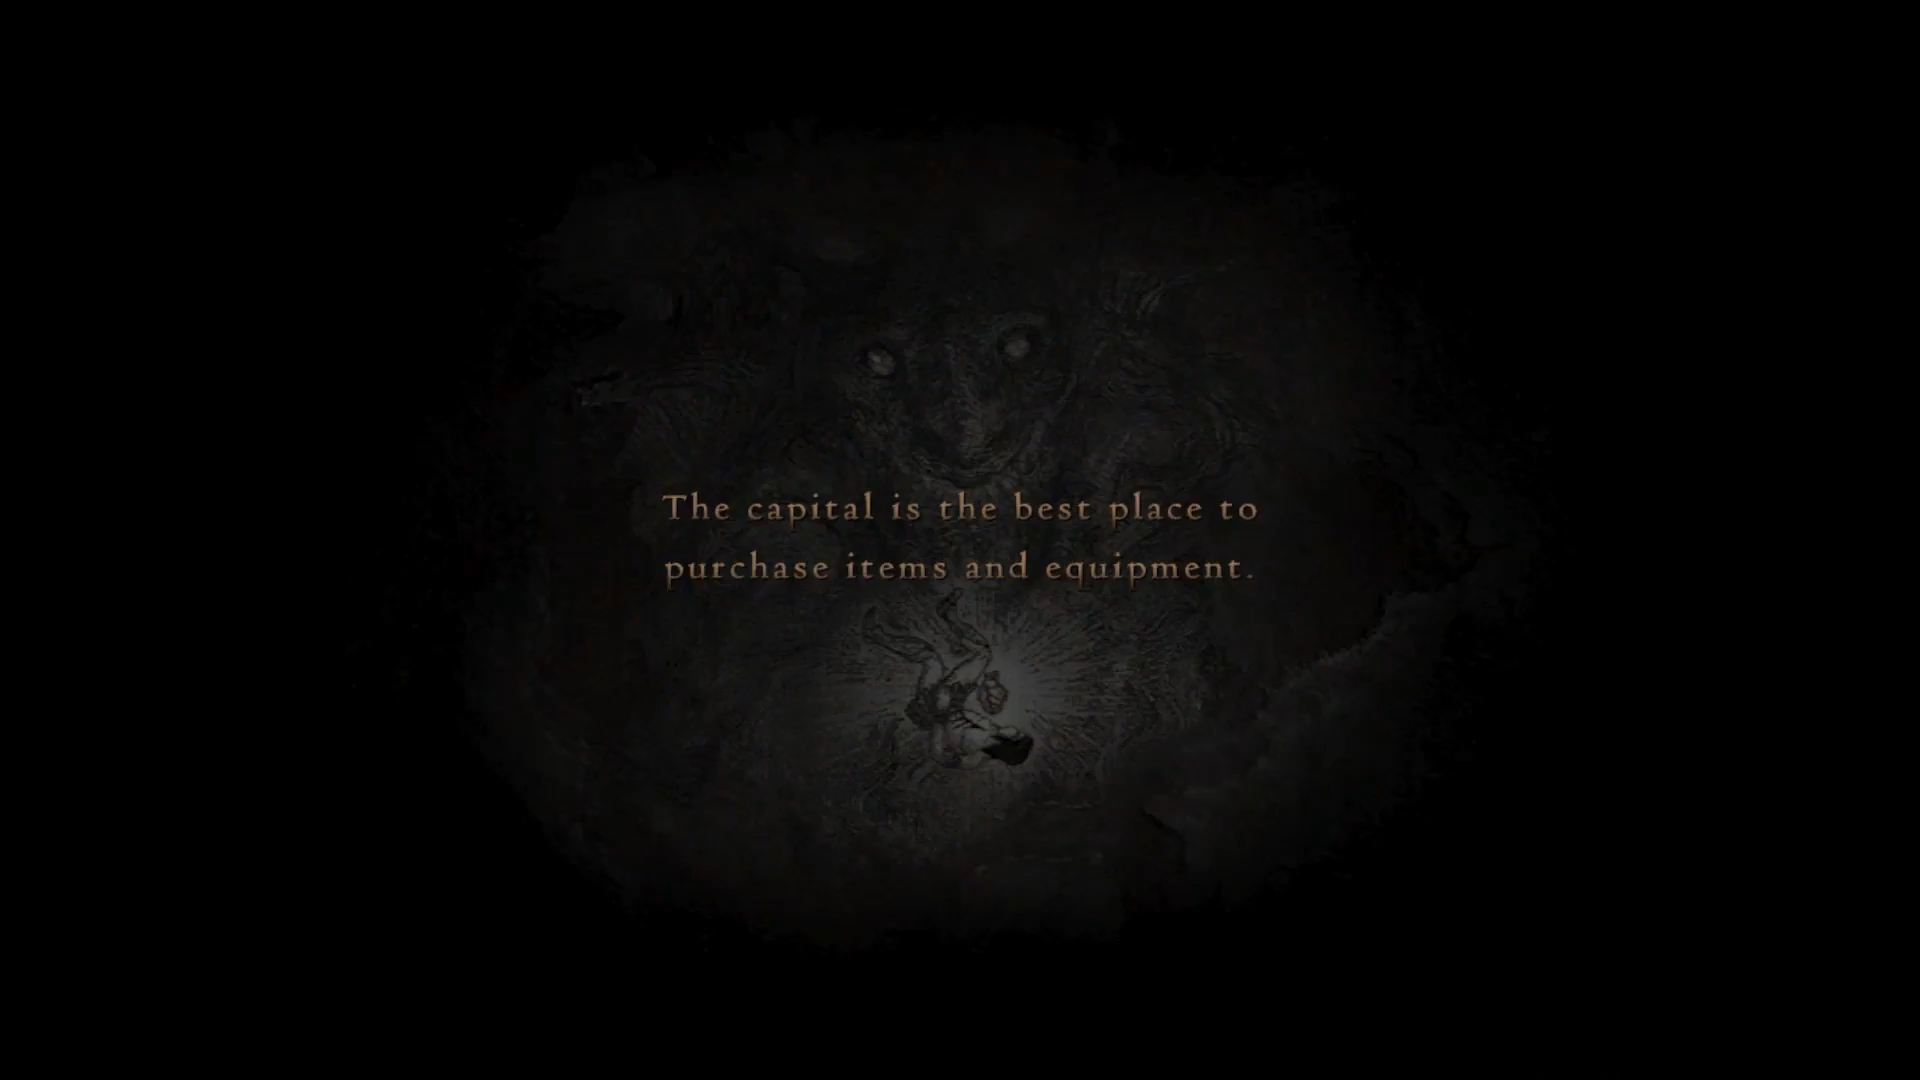 The capital is the best place to
purchase items and equipment.